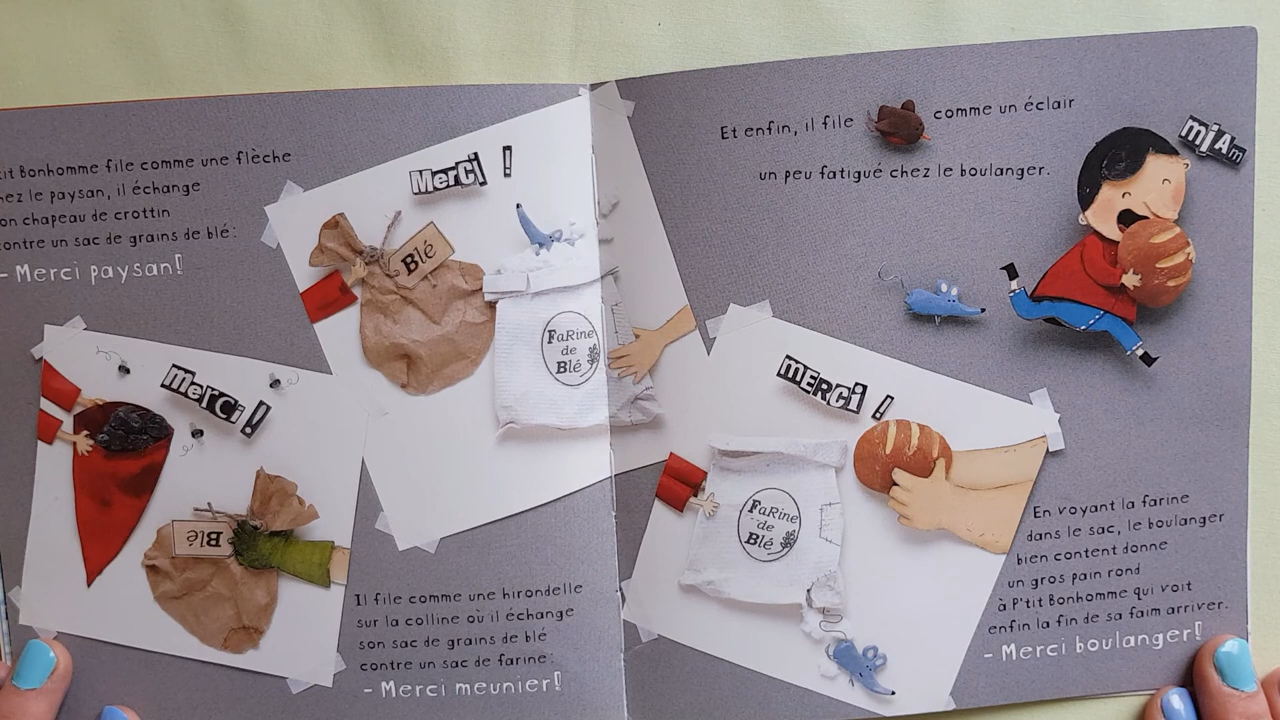 tit Bonhomme file comme une flèche
hez le paysan, il échange
on chapeau de crottin
contre un sac de grains de blé:
- Merci paysan!
Merci !
Blé
Merci !
Blé
Farine
de
Blé
Il file comme une hirondelle
sur la colline où il échange
son sac de grains de blé
contre un sac de farine:
- Merci meunier!
Et enfin, il file comme un éclair
un peu fatigué chez le boulanger.
miAm
mERCi !
FaRine
de
Blé
En voyant la farine
dans le sac, le boulanger
bien content donne
un gros pain rond
à P'tit Bonhomme qui voit
enfin la fin de sa faim arriver.
- Merci boulanger!